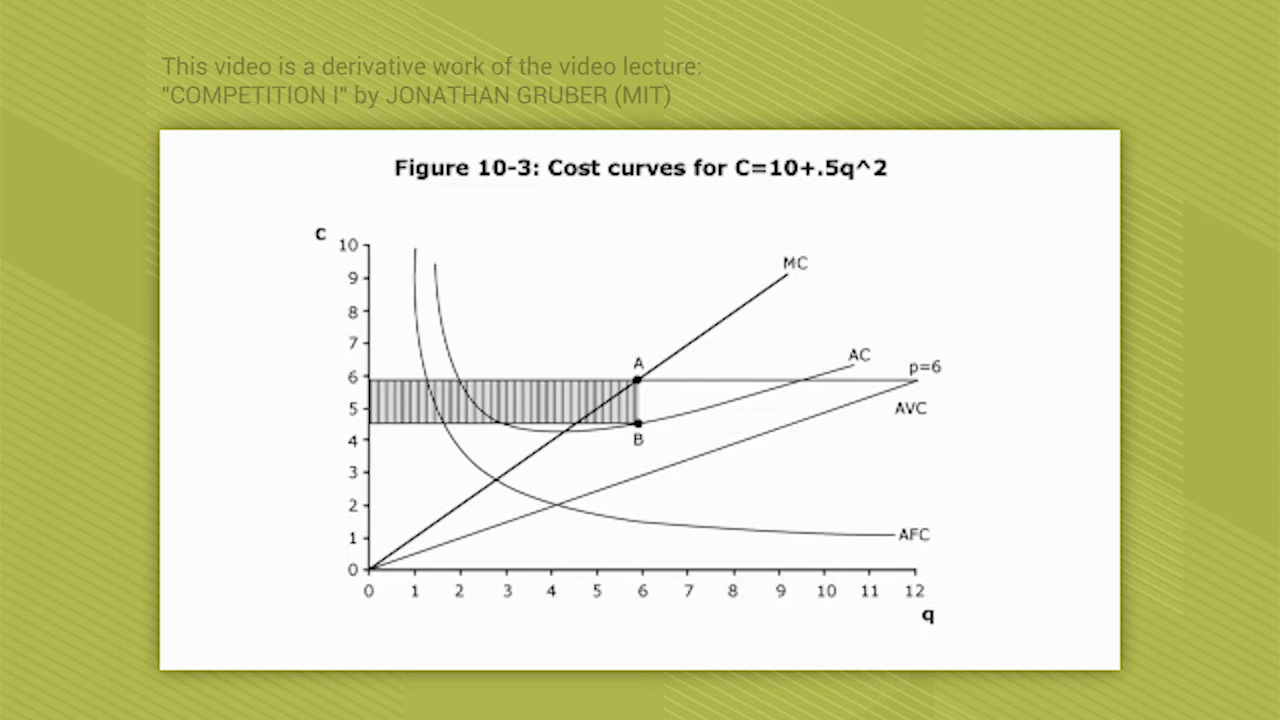 This video is a derivative work of the video lecture:
"COMPETITION I" by JONATHAN GRUBER (MIT)
Figure 10-3: Cost curves for C=10+.5q^2
C
10
9
8
7
6
5
4
3
2
1
0
MC
A
AC
p=6
AVC
B
AFC
0 1 2 3 4 5 6 7 8 9 10 11 12
q